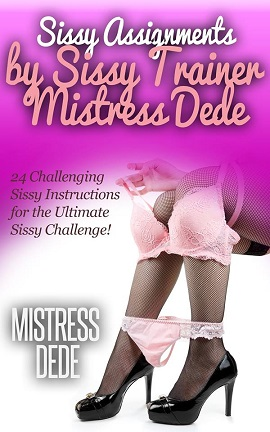 Sissy Assignments
by Sissy Trainer
Mistress Dede
24 Challenging
Sissy Instructions
for the Ultimate
Sissy Challenge!
MISTRESS
DEDE